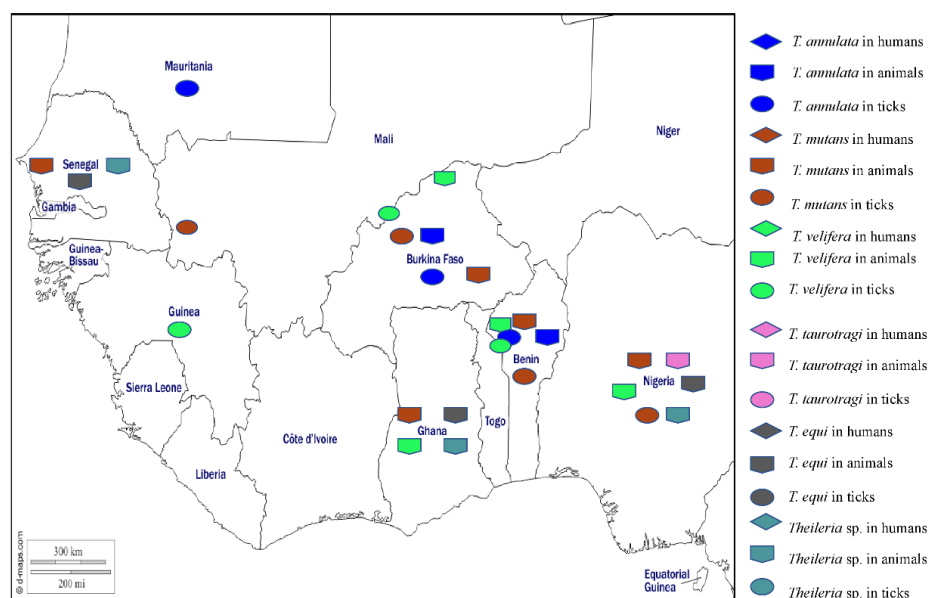 Mauritania
Mali
Niger
Senegal
Gambia
Guinea-
Bissau
Burkina Faso
Guinea
Benin
Sierra Leone
Nigeria
Ghana
Togo
Côte d'Ivoire
Liberia
Equatorial
Guinea
300 km
200 mi
© d-maps.com
T. annulata in humans
T. annulata in animals
T. annulata in ticks
T. mutans in humans
T. mutans in animals
T. mutans in ticks
T. velifera in humans
T. velifera in animals
T. velifera in ticks
T. taurotragi in humans
T. taurotragi in animals
T. taurotragi in ticks
T. equi in humans
T. equi in animals
T. equi in ticks
Theileria sp. in humans
Theileria sp. in animals
Theileria sp. in ticks